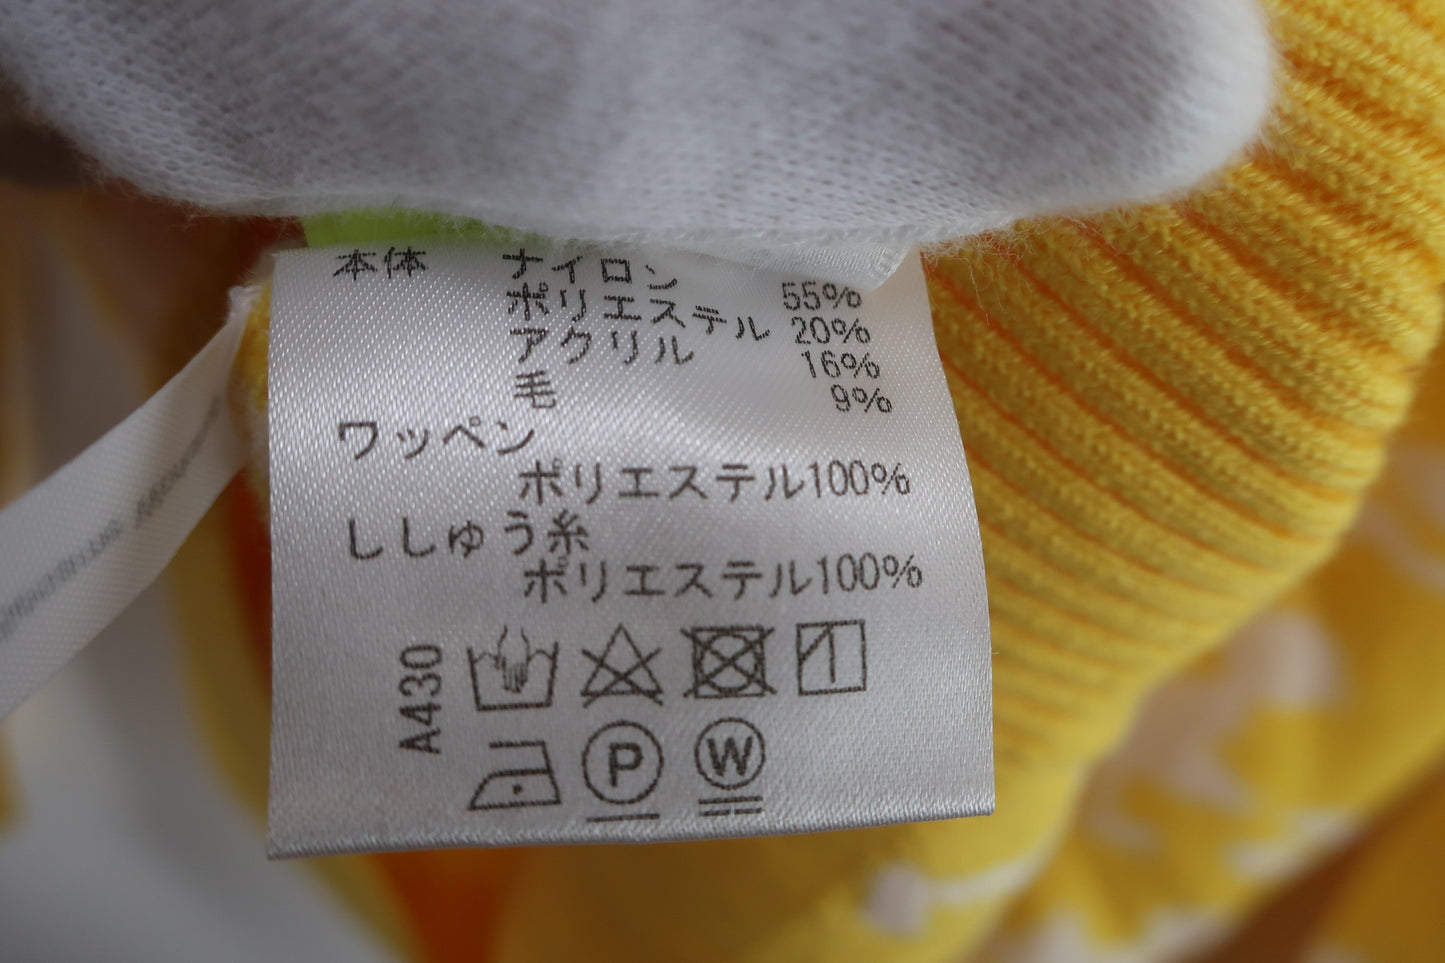 本体 ナイロン 55%
ポリエステル 20%
アクリル 16%
毛 9%
ワッペン
ポリエステル100%
ししゅう糸
ポリエステル100%
A430
P
W